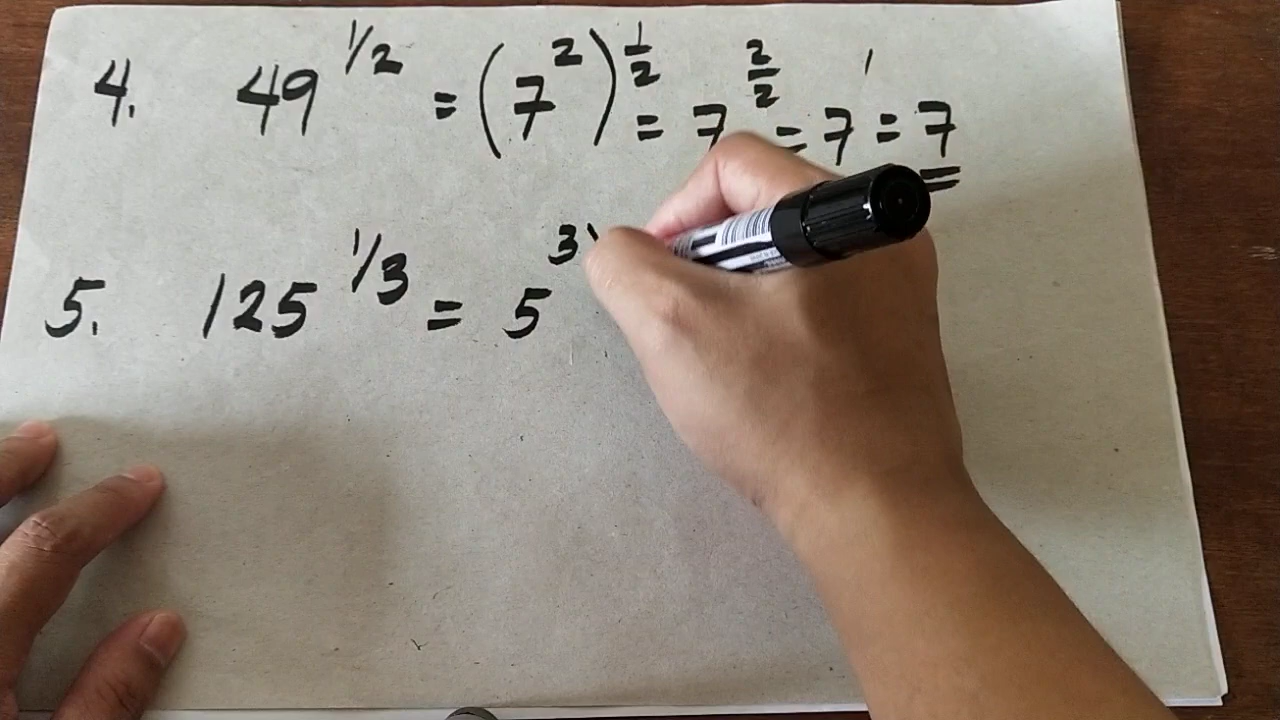 4. 49^1/2 = (7^2)^1/2 = 7^2/2 = 7^1 = 7
5. 125^1/3 = 5^3)